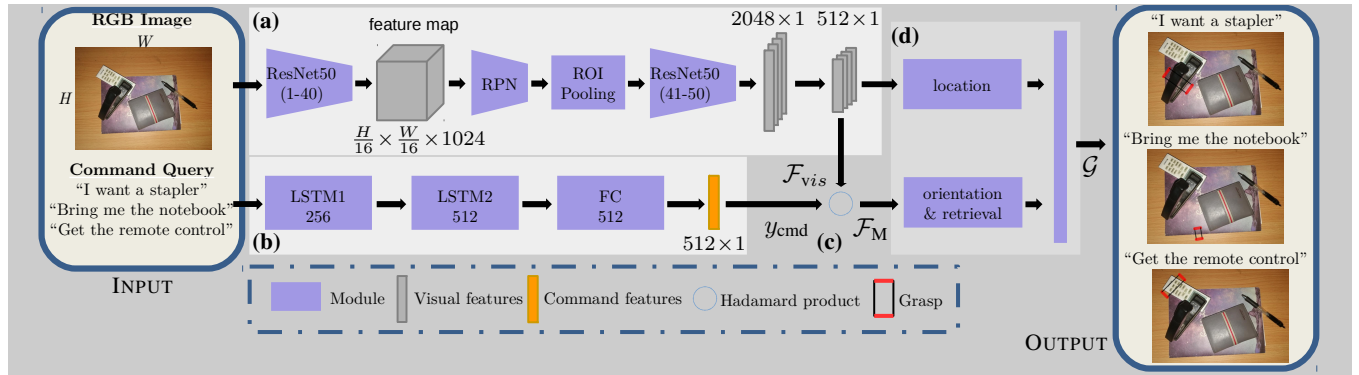 RGB Image
W
H
Command Query
“I want a stapler”
“Bring me the notebook”
“Get the remote control”
INPUT
(a)
ResNet50
(1-40)
feature map
H/16 × W/16 × 1024
RPN
ROI
Pooling
ResNet50
(41-50)
2048×1
512×1
(b)
LSTM1
256
LSTM2
512
FC
512
512×1
F_vis
y_cmd
(c)
F_M
(d)
location
orientation
& retrieval
G
Module
Visual features
Command features
Hadamard product
Grasp
“I want a stapler”
“Bring me the notebook”
“Get the remote control”
OUTPUT